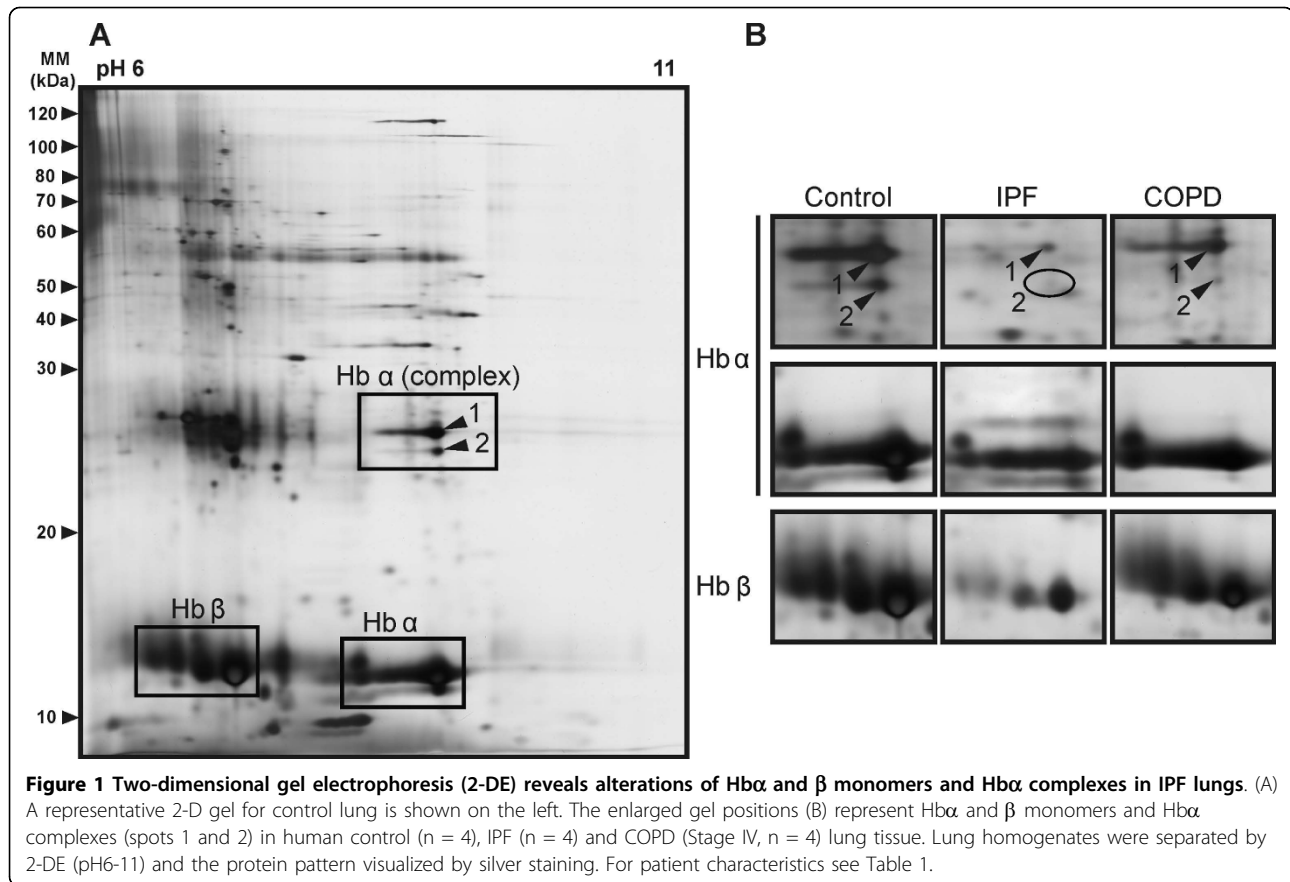 A
B
MM
(kDa)
pH 6
11
120
100
80
70
60
50
40
30
20
10
Hb α (complex)
1
2
Hb β
Hb α
Control
IPF
COPD
1
2
1
2
1
2
Hb α
Hb β
Figure 1 Two-dimensional gel electrophoresis (2-DE) reveals alterations of Hbα and β monomers and Hbα complexes in IPF lungs. (A)
A representative 2-D gel for control lung is shown on the left. The enlarged gel positions (B) represent Hbα and β monomers and Hbα
complexes (spots 1 and 2) in human control (n = 4), IPF (n = 4) and COPD (Stage IV, n = 4) lung tissue. Lung homogenates were separated by
2-DE (pH6-11) and the protein pattern visualized by silver staining. For patient characteristics see Table 1.